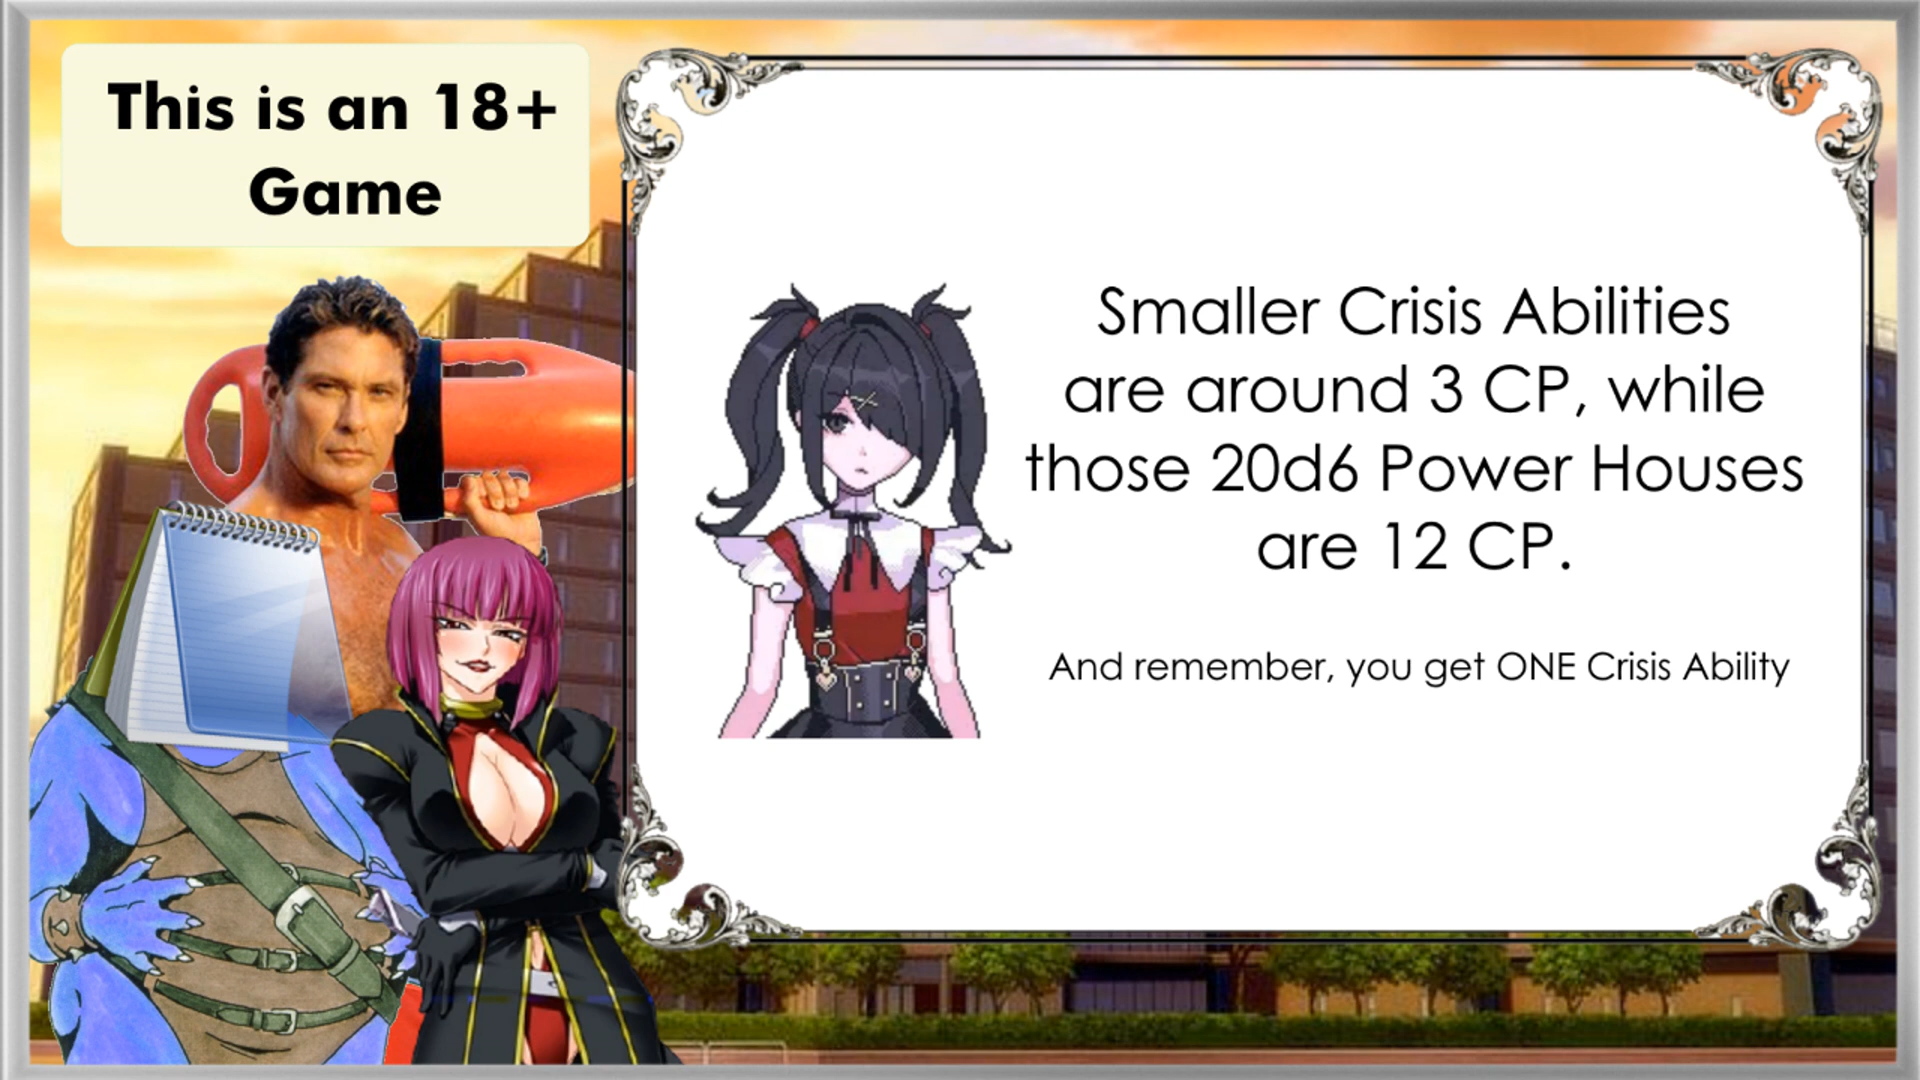 This is an 18+
Game
Smaller Crisis Abilities
are around 3 CP, while
those 20d6 Power Houses
are 12 CP.
And remember, you get ONE Crisis Ability